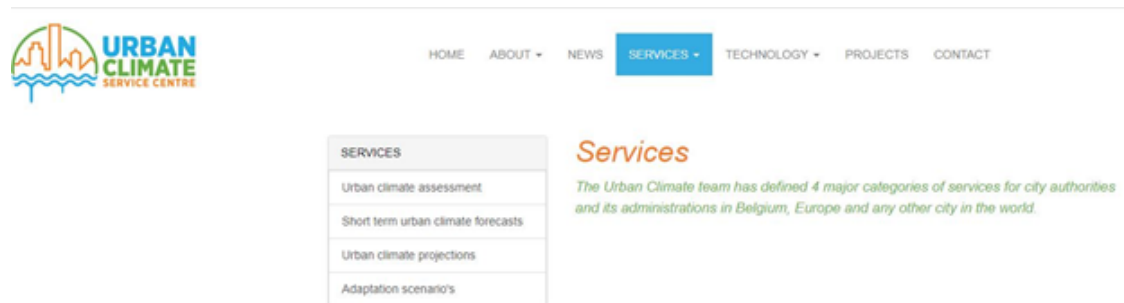 URBAN
CLIMATE
SERVICE CENTRE
HOME ABOUT NEWS SERVICES TECHNOLOGY PROJECTS CONTACT
SERVICES
Urban climate assessment
Short term urban climate forecasts
Urban climate projections
Adaptation scenario's
Services
The Urban Climate team has defined 4 major categories of services for city authorities
and its administrations in Belgium, Europe and any other city in the world.